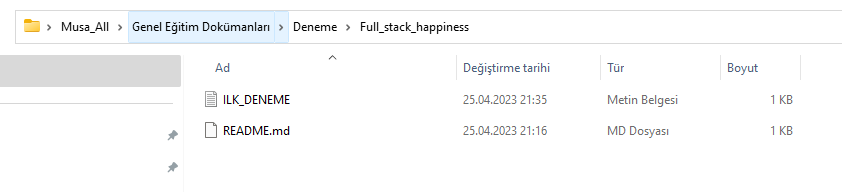 Musa_All > Genel Eğitim Dokümanları > Deneme > Full_stack_happiness
Ad Değiştirme tarihi Tür Boyut
ILK_DENEME 25.04.2023 21:35 Metin Belgesi 1 KB
README.md 25.04.2023 21:16 MD Dosyası 1 KB